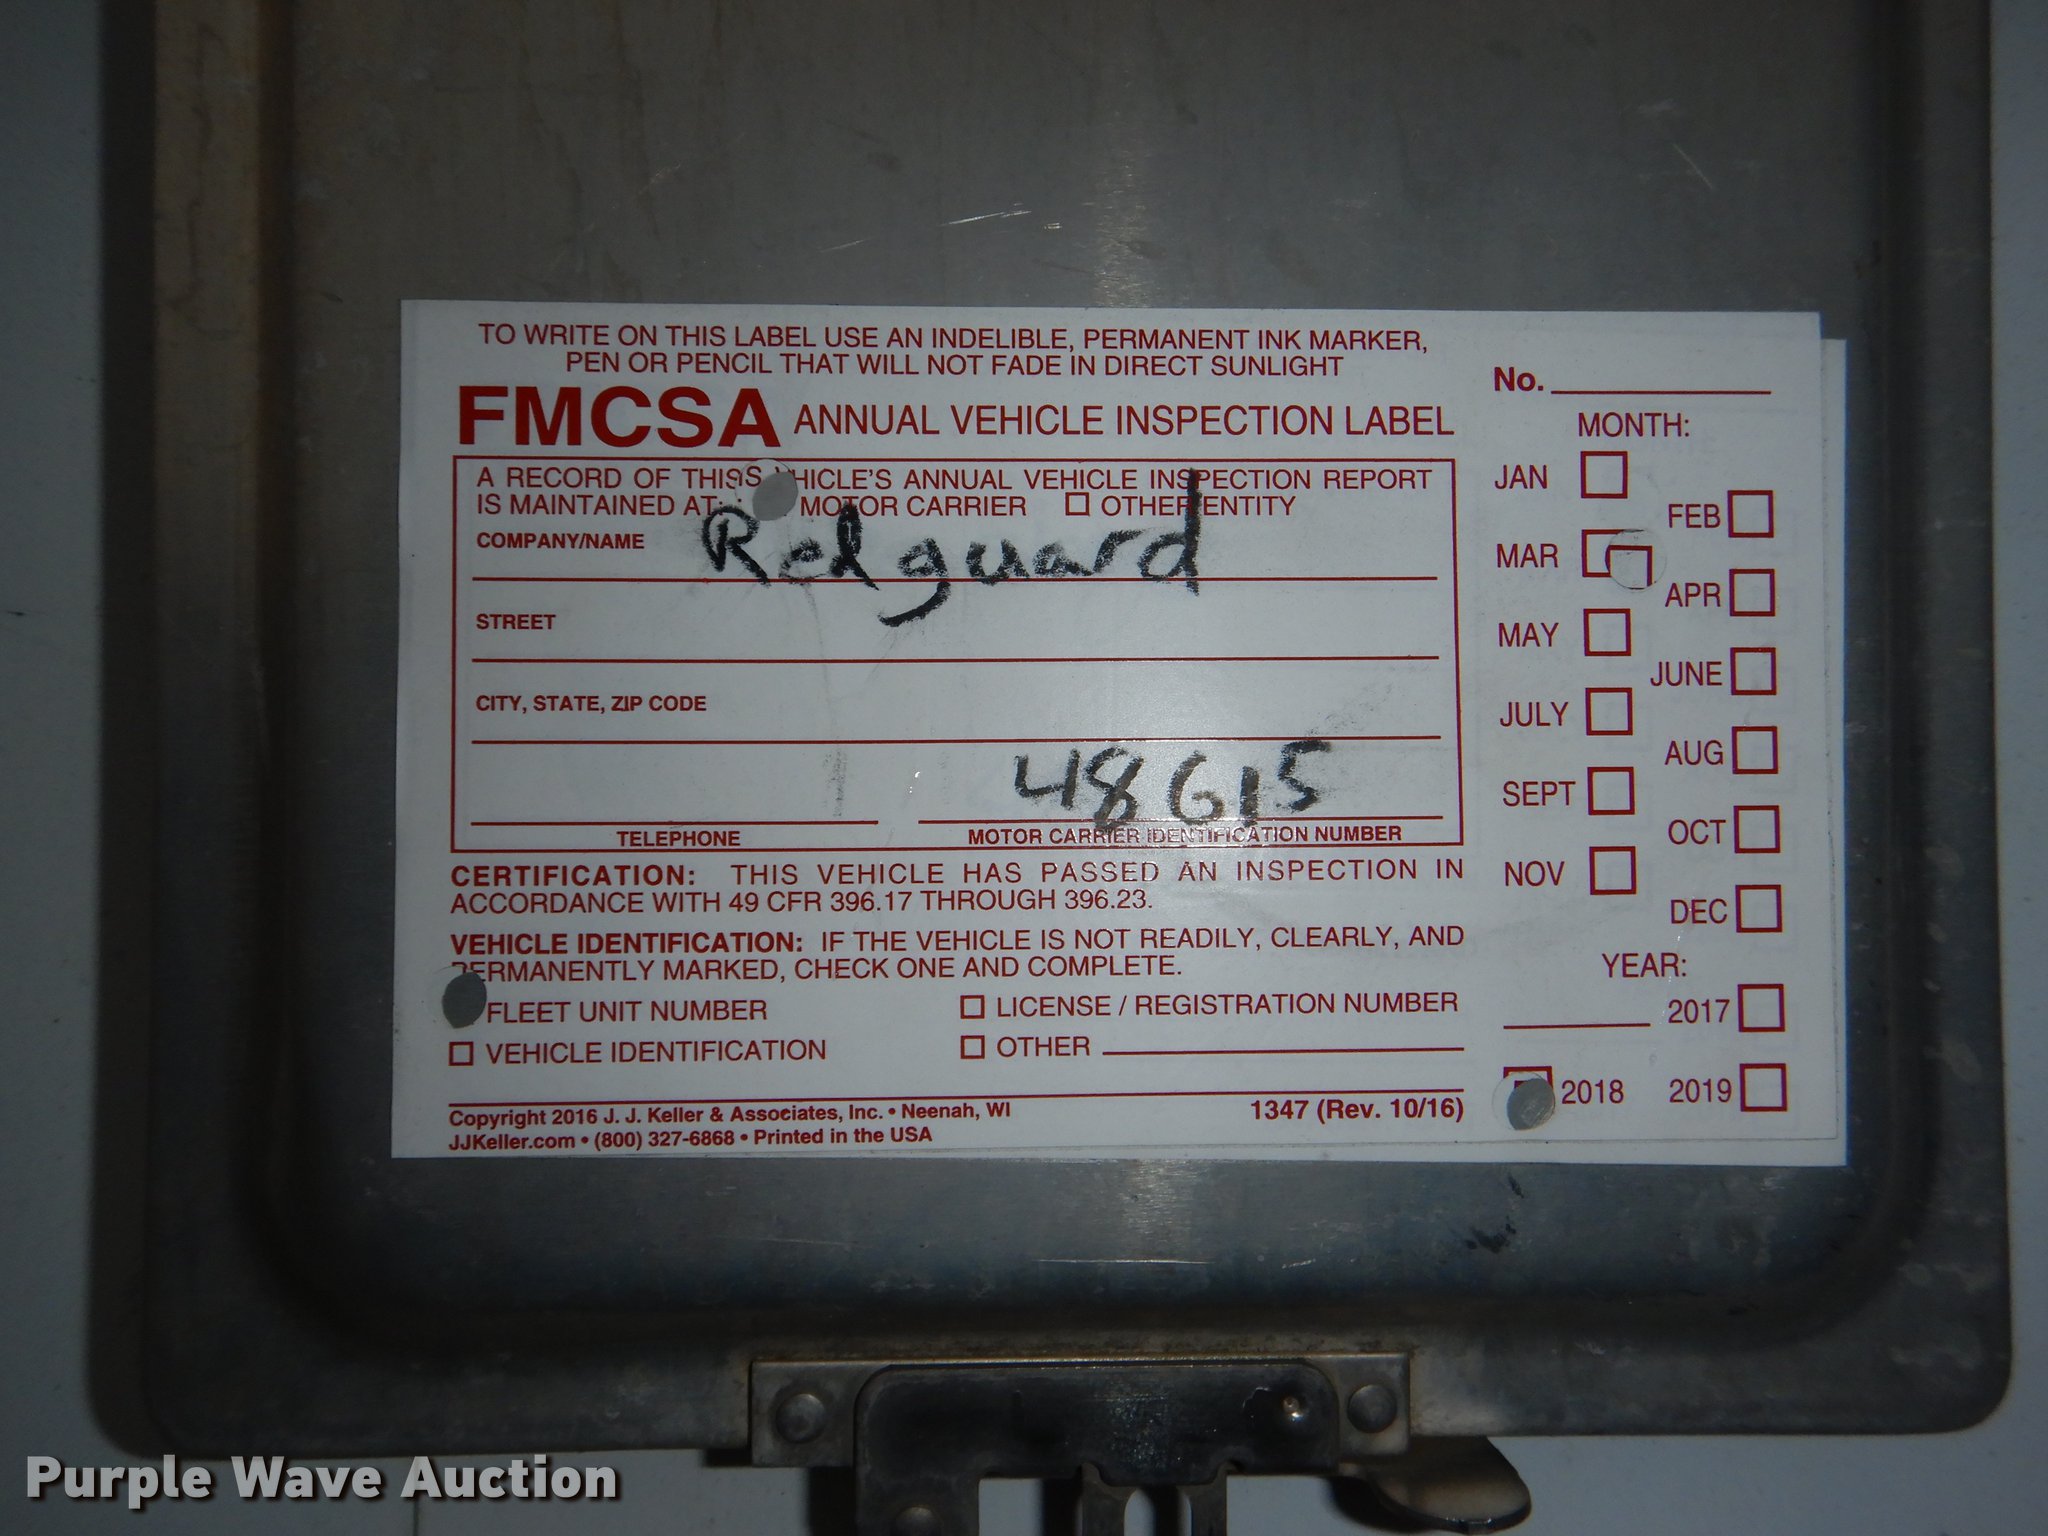 TO WRITE ON THIS LABEL USE AN INDELIBLE, PERMANENT INK MARKER,
PEN OR PENCIL THAT WILL NOT FADE IN DIRECT SUNLIGHT
FMCSA ANNUAL VEHICLE INSPECTION LABEL
A RECORD OF THIS HICLE'S ANNUAL VEHICLE INSPECTION REPORT
IS MAINTAINED AT: MOTOR CARRIER OTHER ENTITY
COMPANY/NAME Redguard
STREET
CITY, STATE, ZIP CODE
48G15
TELEPHONE MOTOR CARRIER IDENTIFICATION NUMBER
CERTIFICATION: THIS VEHICLE HAS PASSED AN INSPECTION IN
ACCORDANCE WITH 49 CFR 396.17 THROUGH 396.23.
VEHICLE IDENTIFICATION: IF THE VEHICLE IS NOT READILY, CLEARLY, AND
PERMANENTLY MARKED, CHECK ONE AND COMPLETE.
FLEET UNIT NUMBER LICENSE / REGISTRATION NUMBER
VEHICLE IDENTIFICATION OTHER
Copyright 2016 J. J. Keller & Associates, Inc. • Neenah, WI 1347 (Rev. 10/16)
JJKeller.com • (800) 327-6868 • Printed in the USA
No.
MONTH:
JAN
FEB
MAR
APR
MAY
JUNE
JULY
AUG
SEPT
OCT
NOV
DEC
YEAR:
2017
2018 2019
Purple Wave Auction